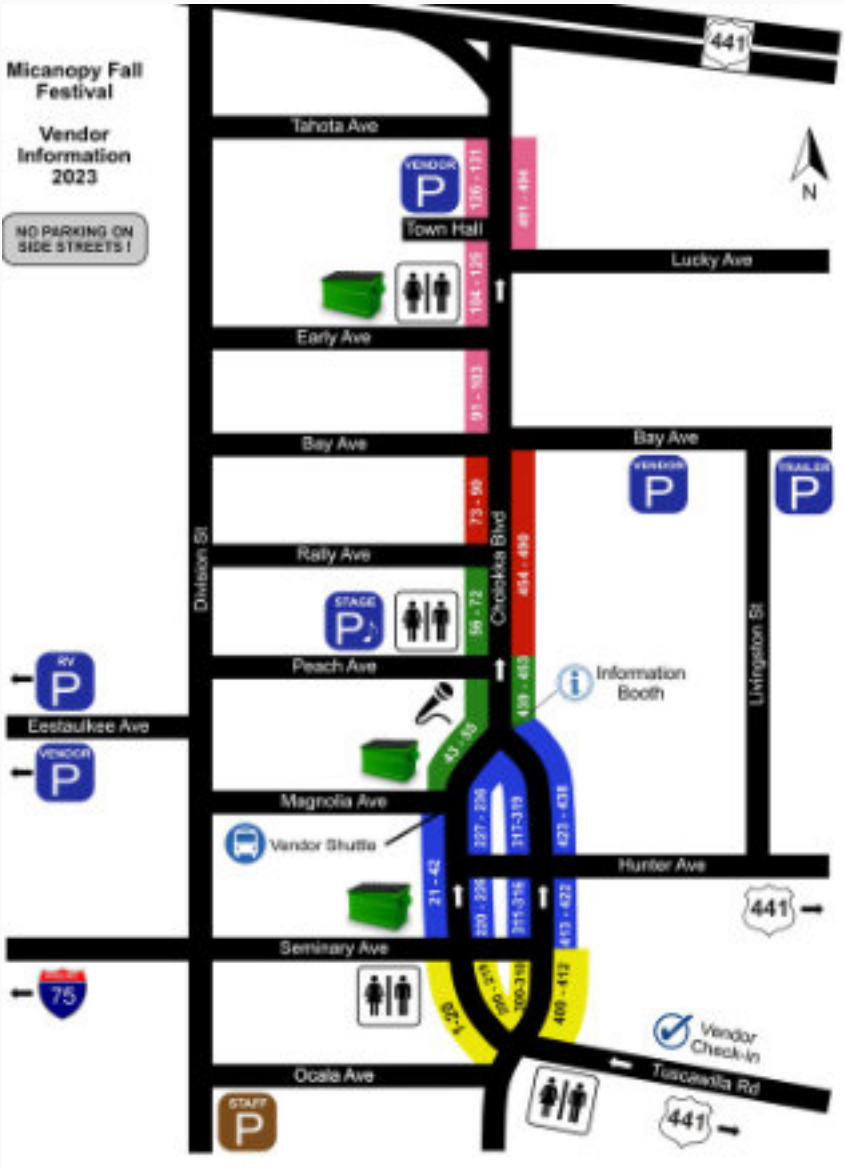 441
Micanopy Fall
Festival
Vendor
Information
2023
NO PARKING ON
SIDE STREETS !
Tahota Ave
VENDOR
P
126 - 131
Town Hall
N
Lucky Ave
104 - 125
Early Ave
91 - 103
Bay Ave
Bay Ave
VENDOR
P
TRAILER
P
73 - 90
Cholokka Blvd
454 - 490
Division St
Rally Ave
STAGE
P
56 - 72
Peach Ave
Livingston St
RV
P
Information
Booth
439 - 453
Eestaulkee Ave
43 - 55
VENDOR
P
Magnolia Ave
227 - 236
317-319
423 - 438
Vendor Shuttle
Hunter Ave
21 - 42
220 - 226
311-316
413 - 422
441
Seminary Ave
75
1-20
300-310
400 - 412
Vendor
Check-in
Ocala Ave
Tuscawilla Rd
STAFF
P
441